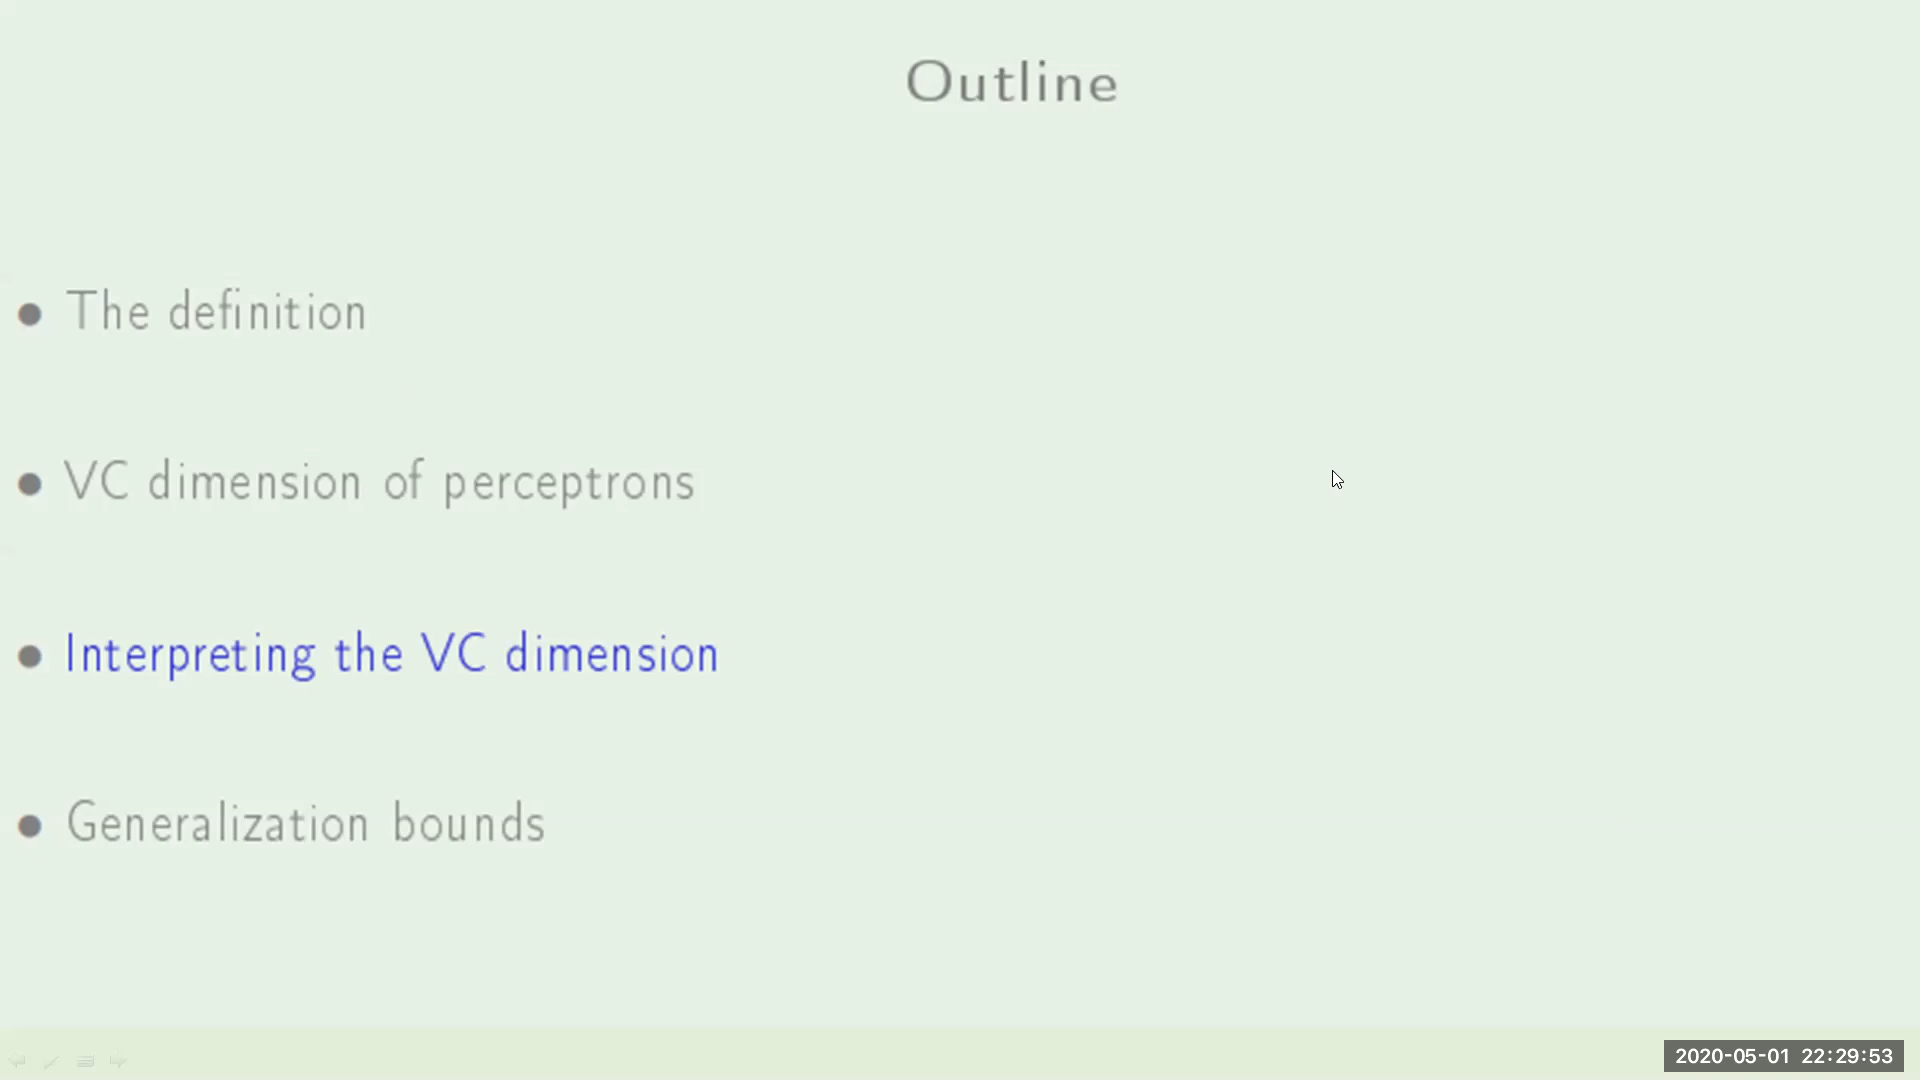 Outline
• The definition
• VC dimension of perceptrons
• Interpreting the VC dimension
• Generalization bounds
2020-05-01 22:29:53